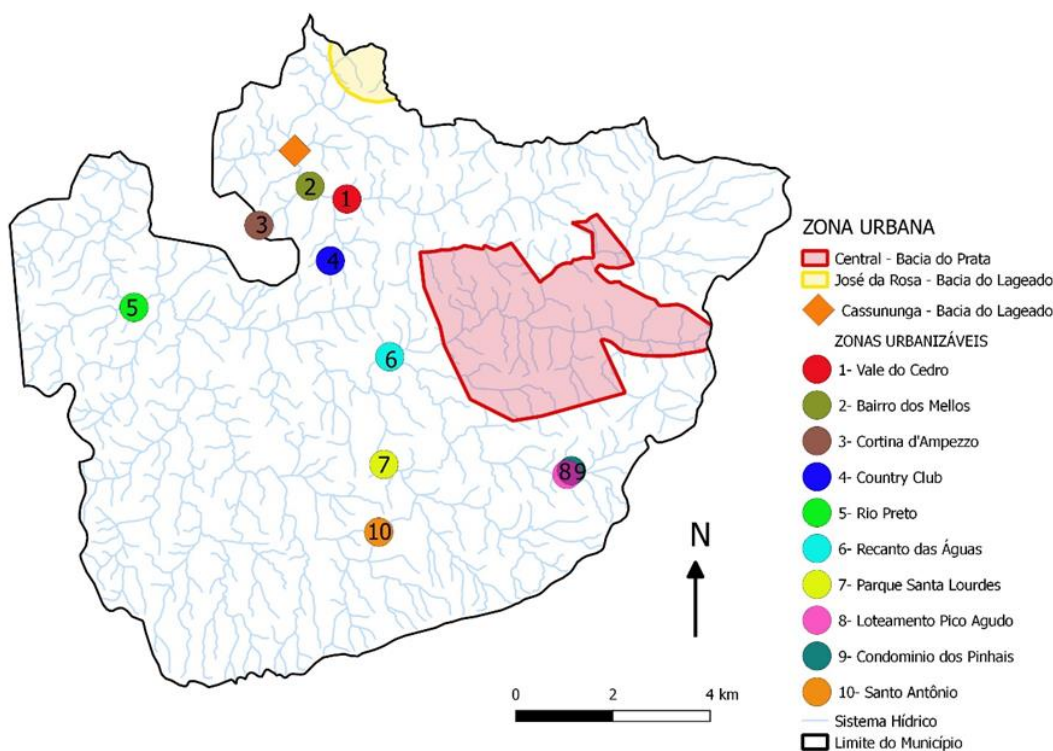 2
1
3
4
5
6
7
8 9
10
N
0 2 4 km
ZONA URBANA
Central - Bacia do Prata
José da Rosa - Bacia do Lageado
Cassununga - Bacia do Lageado
ZONAS URBANIZÁVEIS
1- Vale do Cedro
2- Bairro dos Mellos
3- Cortina d'Ampezzo
4- Country Club
5- Rio Preto
6- Recanto das Águas
7- Parque Santa Lourdes
8- Loteamento Pico Agudo
9- Condominio dos Pinhais
10- Santo Antônio
Sistema Hídrico
Limite do Município